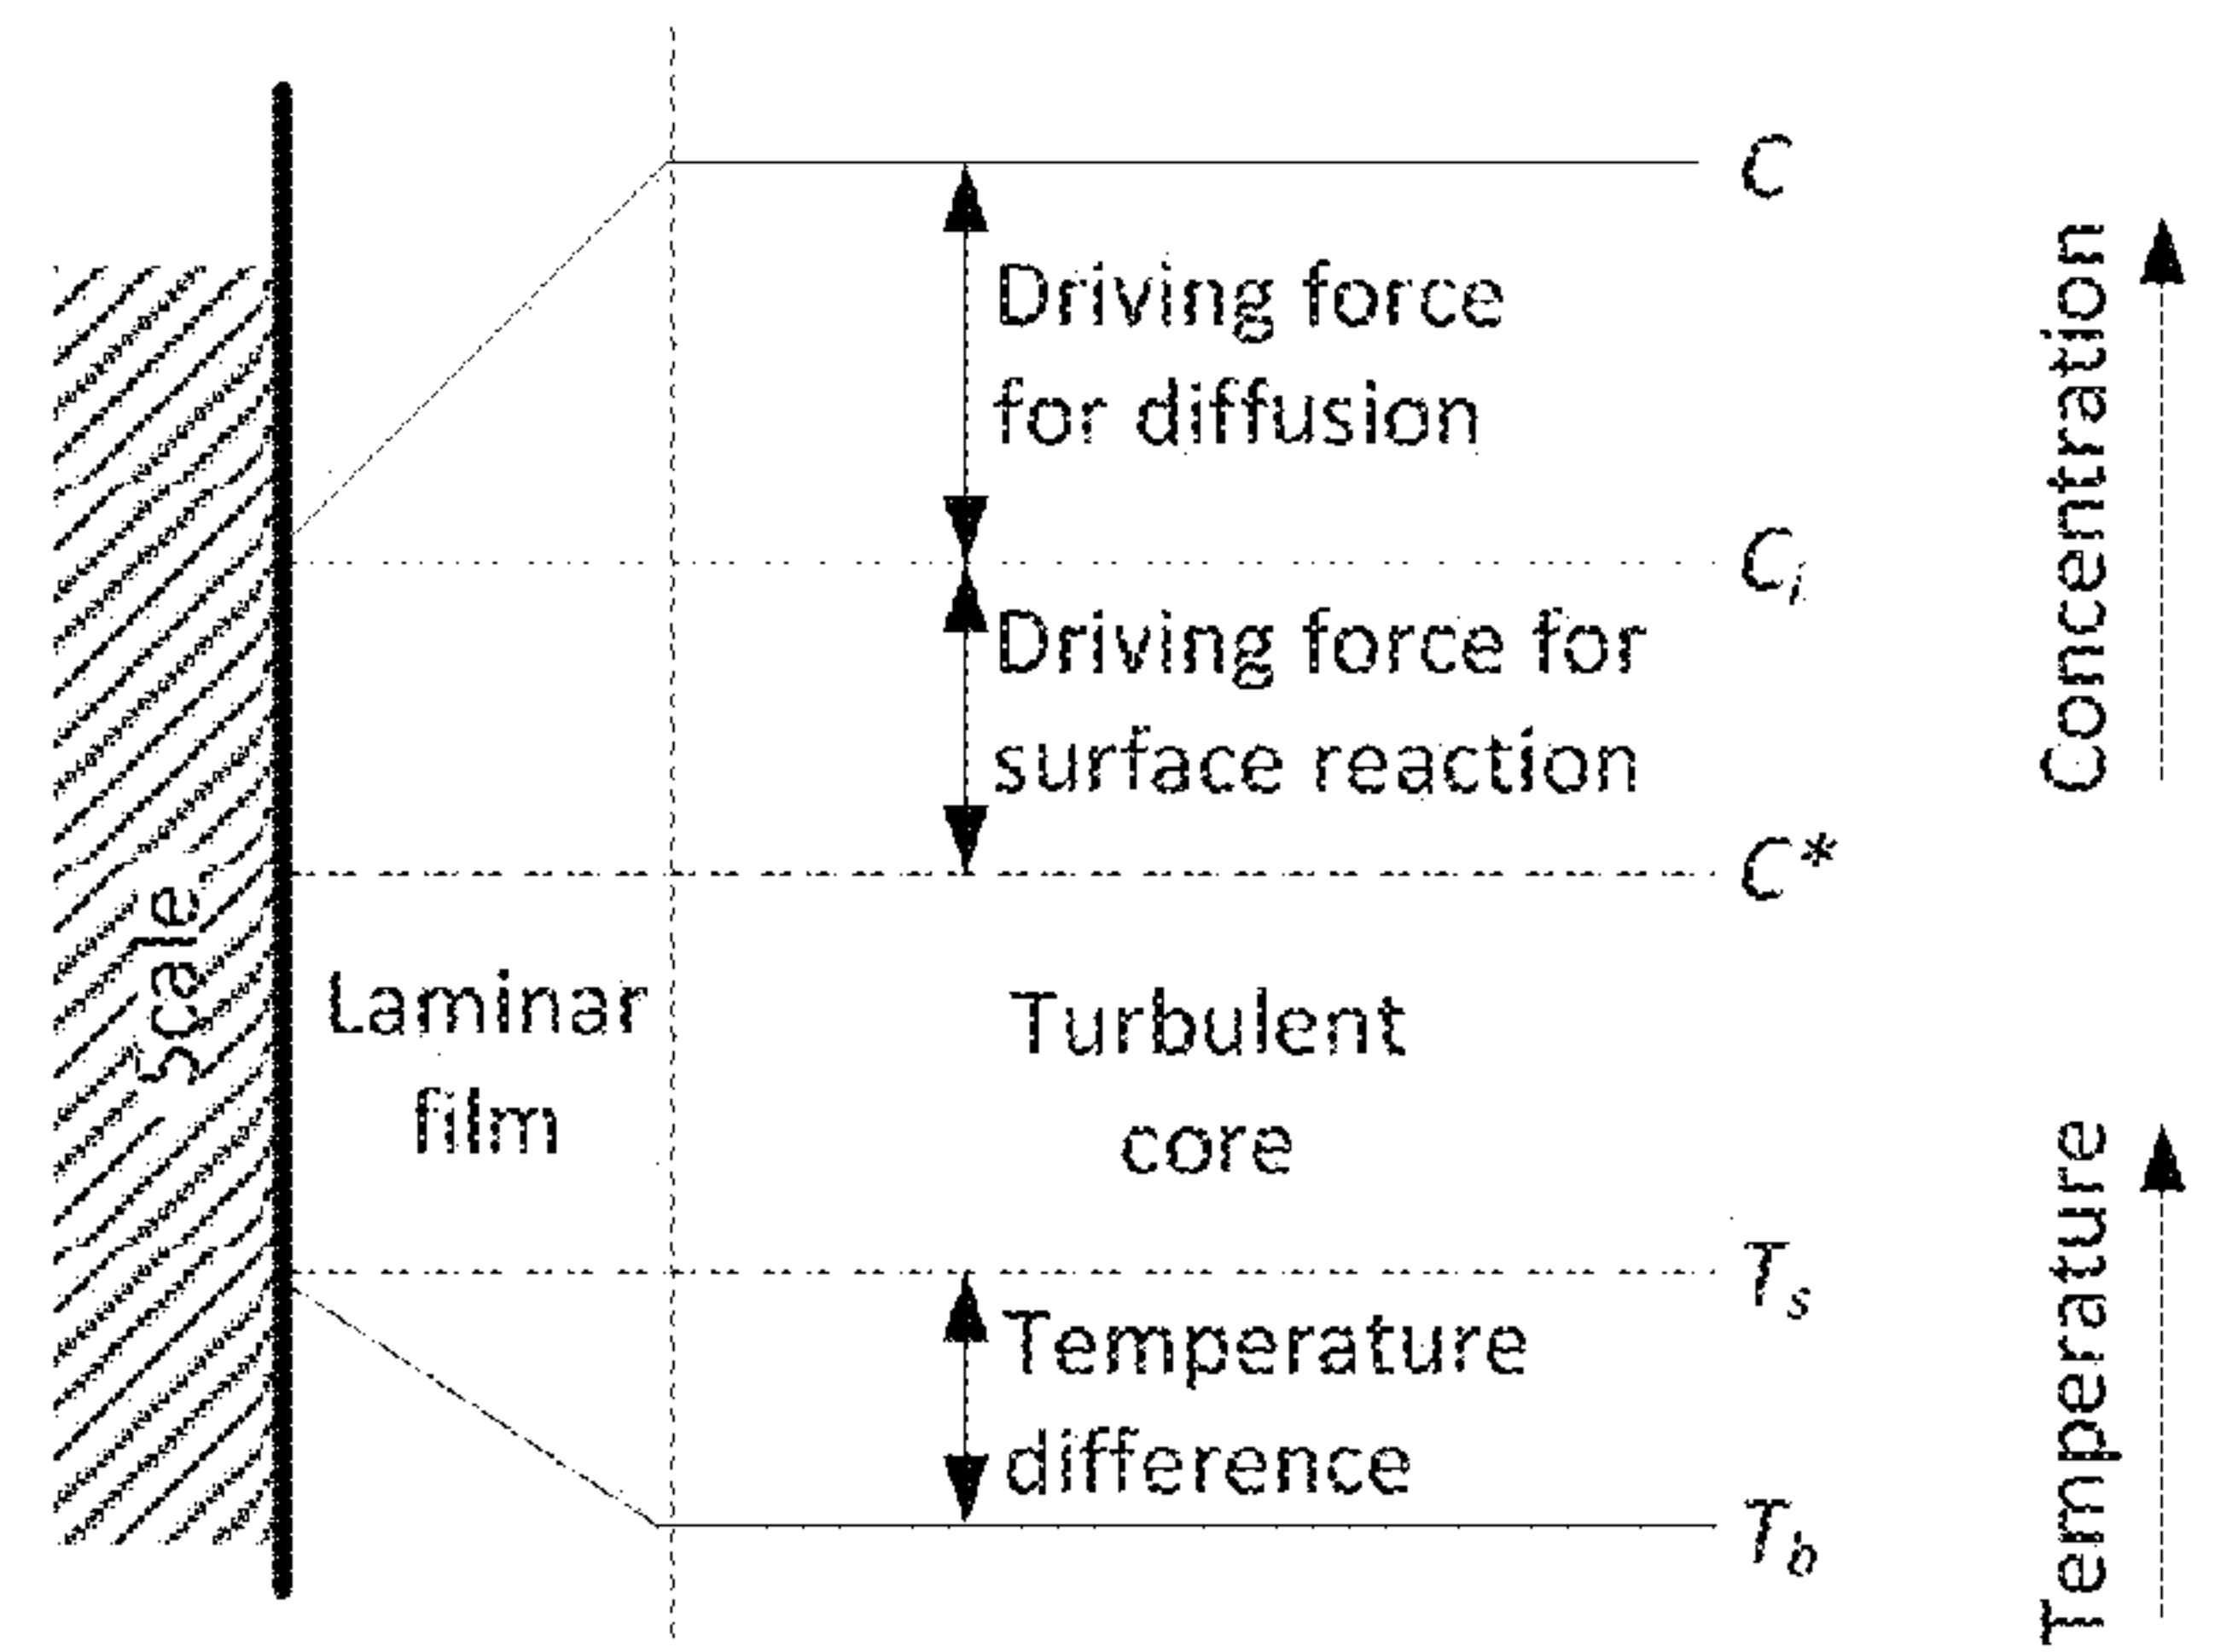 C
Driving force
for diffusion
Cᵢ
Driving force for
surface reaction
C*
Concentration
Scale
Laminar
film
Turbulent
core
Tₛ
Temperature
difference
T_b
Temperature